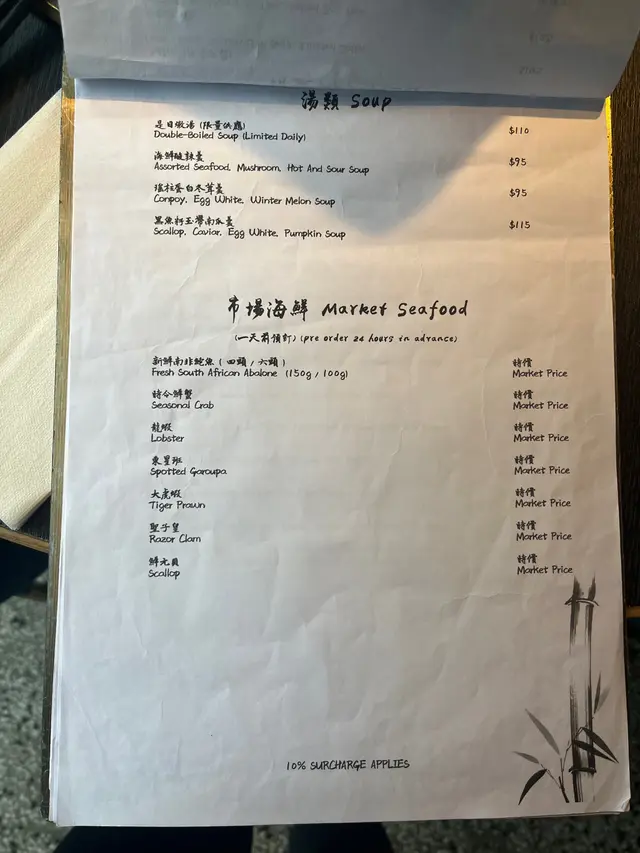 湯類 Soup
是日燉湯 (限量供應)
Double-Boiled Soup (Limited Daily)
$110
海鮮酸辣羹
Assorted Seafood, Mushroom, Hot And Sour Soup
$95
瑤柱蛋白冬茸羹
Conpoy, Egg White, Winter Melon Soup
$95
黑魚籽玉帶南瓜羹
Scallop, Caviar, Egg White, Pumpkin Soup
$115
市場海鮮 Market Seafood
(一天前預訂) (pre order 24 hours in advance)
新鮮南非鮑魚 ( 四頭 / 六頭 )
Fresh South African Abalone (150g / 100g)
時價
Market Price
時令鮮蟹
Seasonal Crab
時價
Market Price
龍蝦
Lobster
時價
Market Price
東星班
Spotted Garoupa
時價
Market Price
大虎蝦
Tiger Prawn
時價
Market Price
聖子皇
Razor Clam
時價
Market Price
鮮元貝
Scallop
時價
Market Price
10% SURCHARGE APPLIES